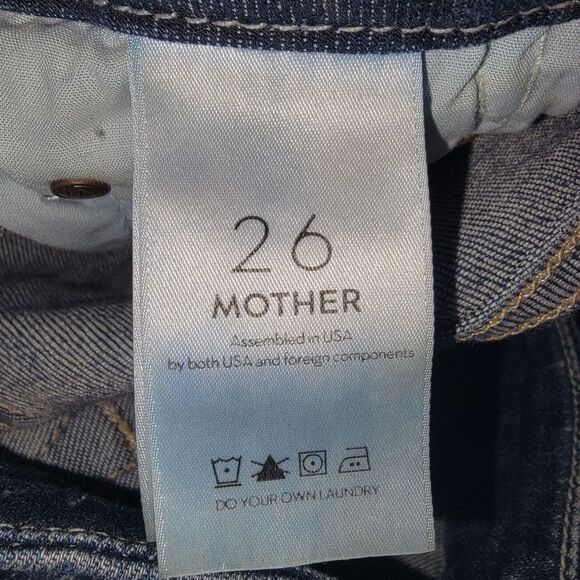 26
MOTHER
Assembled in USA
by both USA and foreign components
DO YOUR OWN LAUNDRY